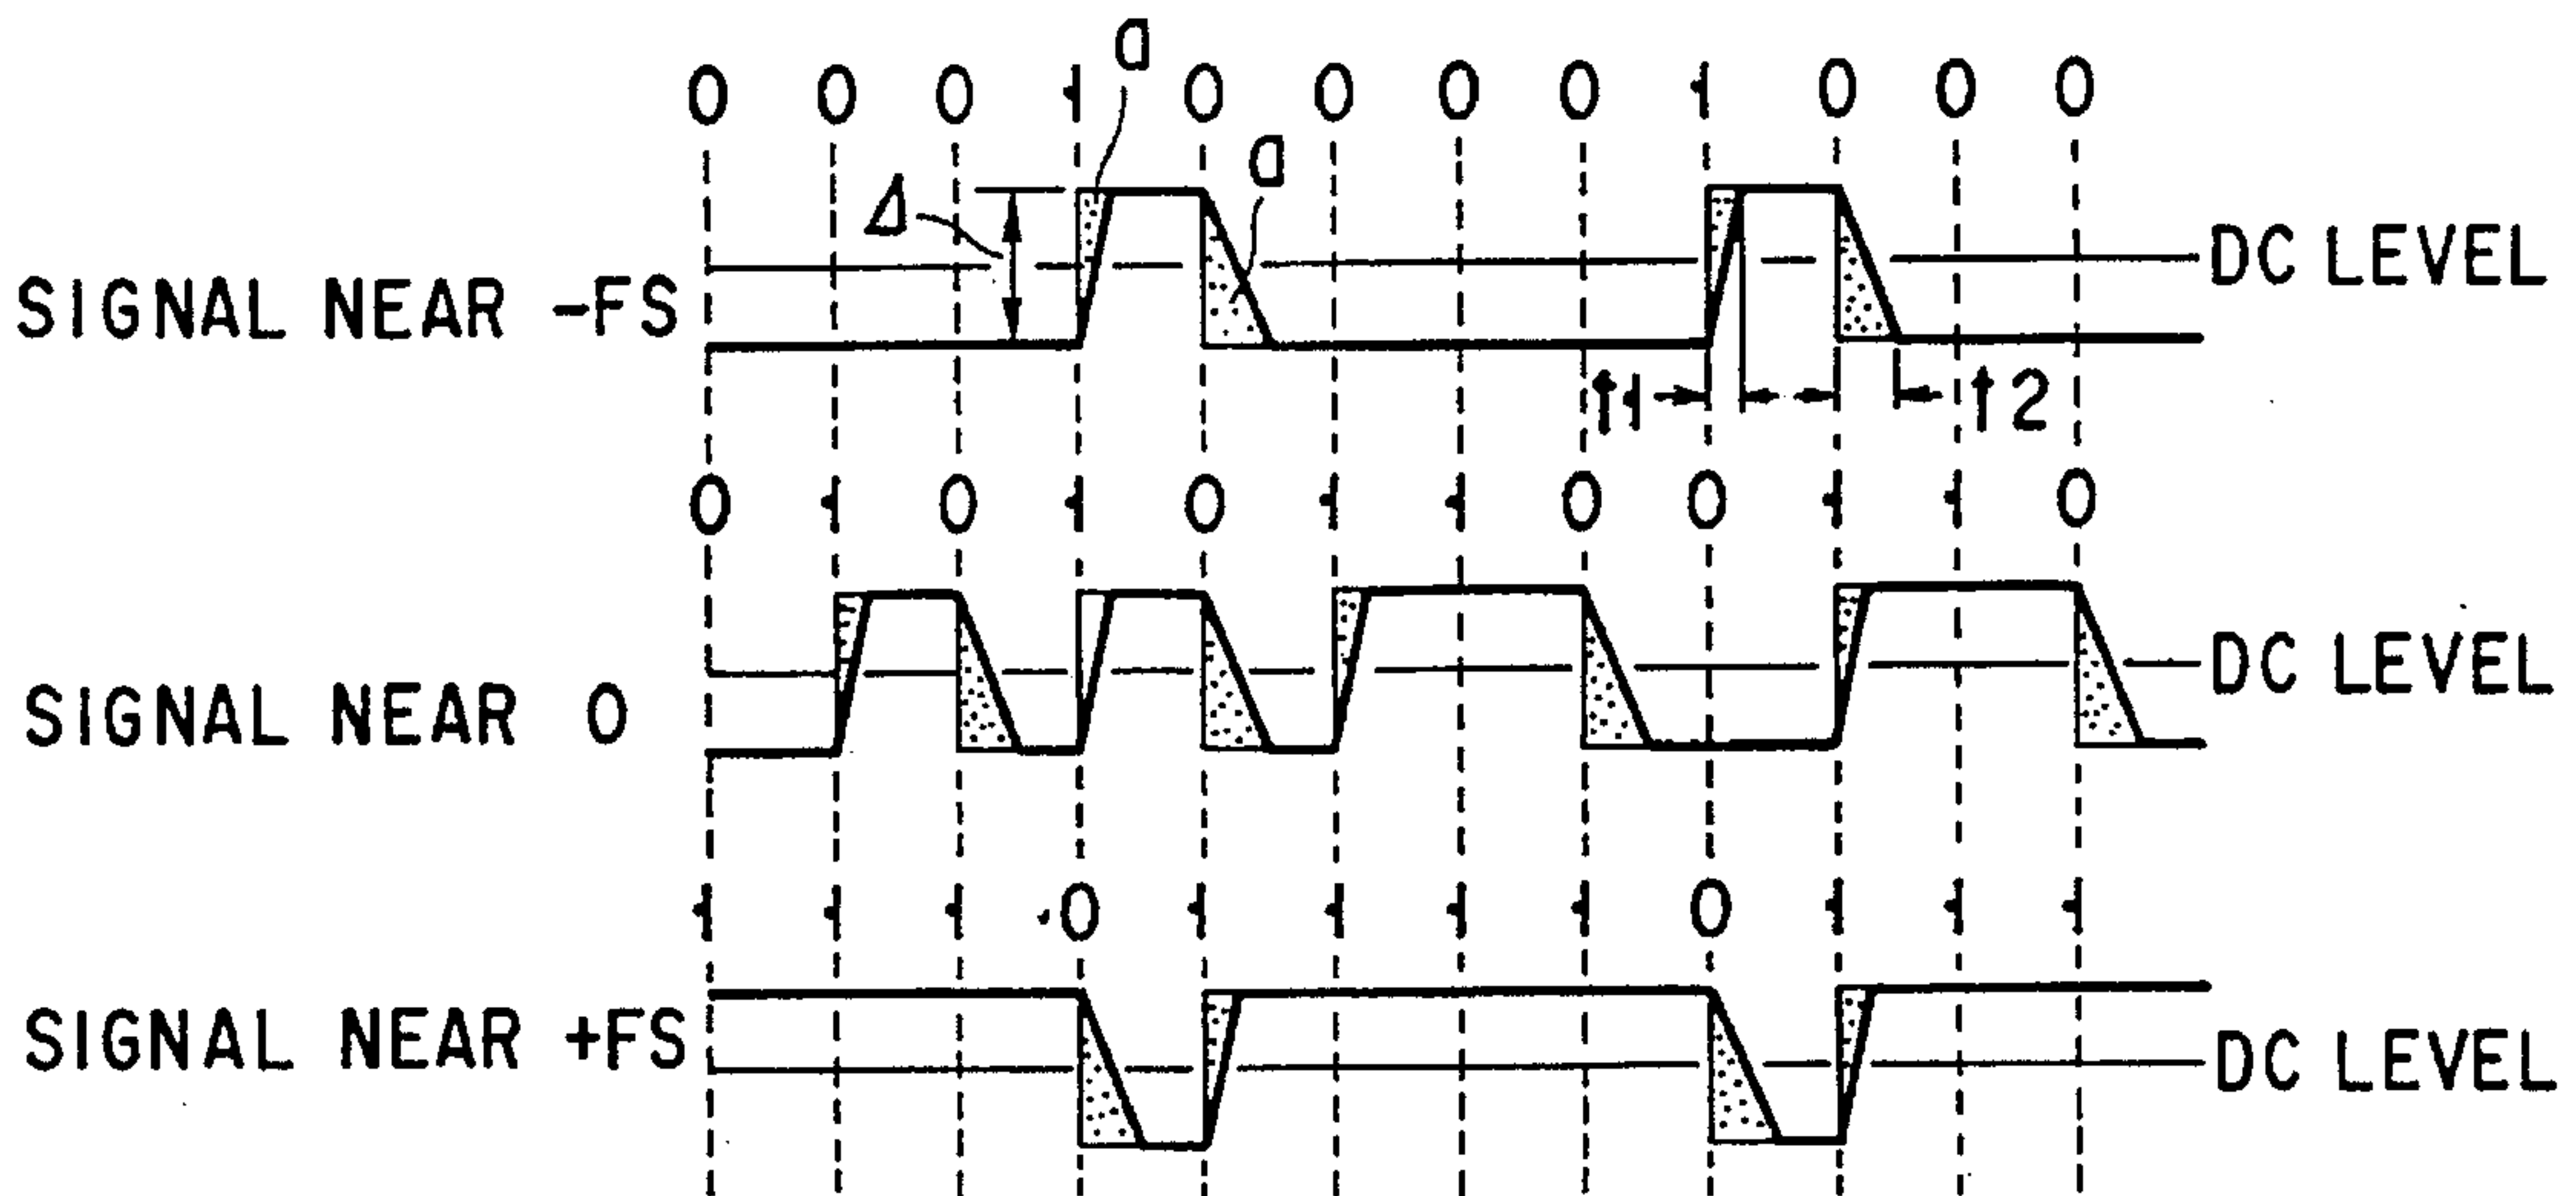 a
0 0 0 1 0 0 0 0 1 0 0 0
a
Δ
SIGNAL NEAR -FS DC LEVEL
t1 t2
0 1 0 1 0 1 1 0 0 1 1 0
SIGNAL NEAR 0 DC LEVEL
1 1 1 0 1 1 1 1 0 1 1 1
SIGNAL NEAR +FS DC LEVEL